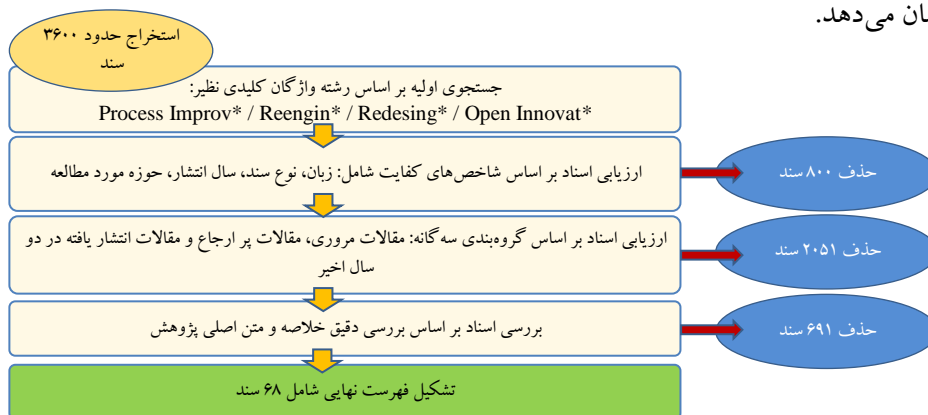 ان می‌دهد.
استخراج حدود ۳۶۰۰
سند
جستجوی اولیه بر اساس رشته واژگان کلیدی نظیر:
Process Improv* / Reengin* / Redesing* / Open Innovat*
ارزیابی اسناد بر اساس شاخص‌های کفایت شامل: زبان، نوع سند، سال انتشار، حوزه مورد مطالعه
حذف ۸۰۰ سند
ارزیابی اسناد بر اساس گروه‌بندی سه گانه: مقالات مروری، مقالات پر ارجاع و مقالات انتشار یافته در دو
سال اخیر
حذف ۲۰۵۱ سند
بررسی اسناد بر اساس بررسی دقیق خلاصه و متن اصلی پژوهش
حذف ۶۹۱ سند
تشکیل فهرست نهایی شامل ۶۸ سند